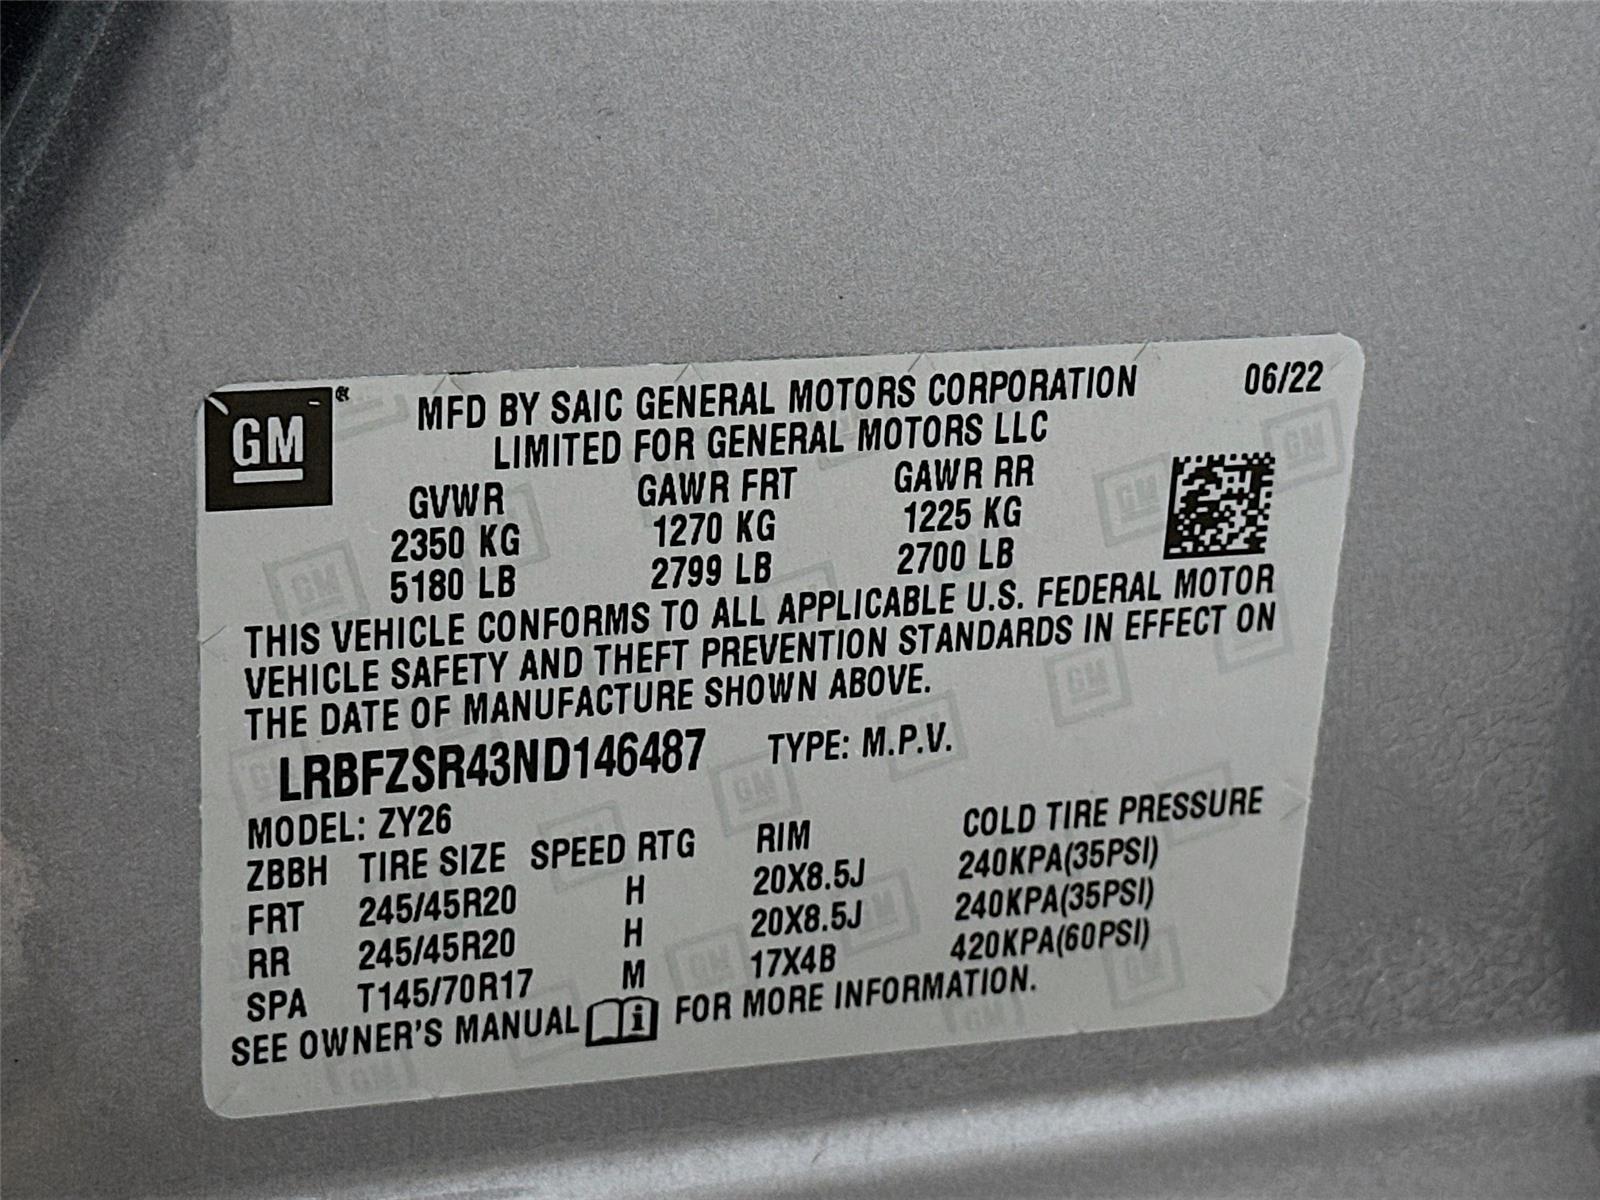 GM ®
MFD BY SAIC GENERAL MOTORS CORPORATION 06/22
LIMITED FOR GENERAL MOTORS LLC
GVWR GAWR FRT GAWR RR
2350 KG 1270 KG 1225 KG
5180 LB 2799 LB 2700 LB
THIS VEHICLE CONFORMS TO ALL APPLICABLE U.S. FEDERAL MOTOR
VEHICLE SAFETY AND THEFT PREVENTION STANDARDS IN EFFECT ON
THE DATE OF MANUFACTURE SHOWN ABOVE.
LRBFZSR43ND146487 TYPE: M.P.V.
MODEL: ZY26
ZBBH TIRE SIZE SPEED RTG RIM COLD TIRE PRESSURE
FRT 245/45R20 H 20X8.5J 240KPA(35PSI)
RR 245/45R20 H 20X8.5J 240KPA(35PSI)
SPA T145/70R17 M 17X4B 420KPA(60PSI)
SEE OWNER'S MANUAL i FOR MORE INFORMATION.